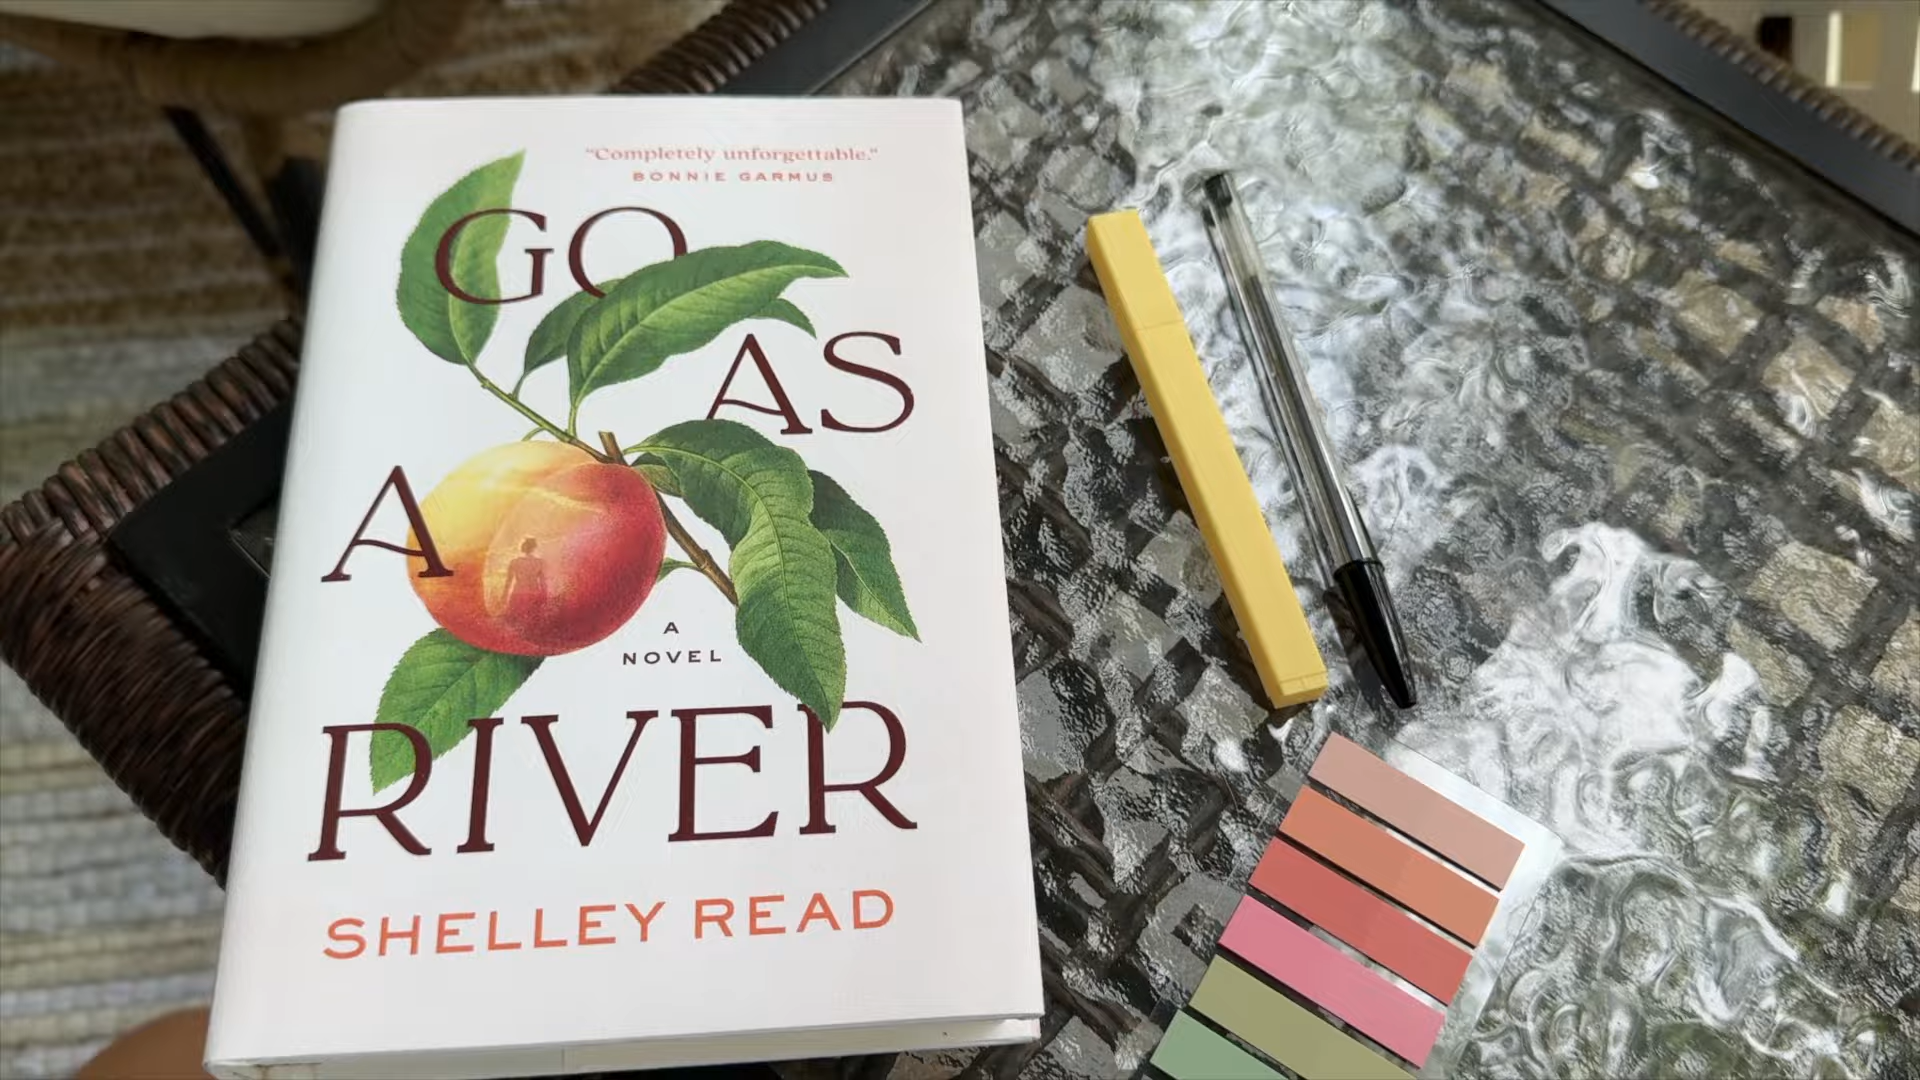 "Completely unforgettable."
BONNIE GARMUS
GO
AS
A
A
NOVEL
RIVER
SHELLEY READ